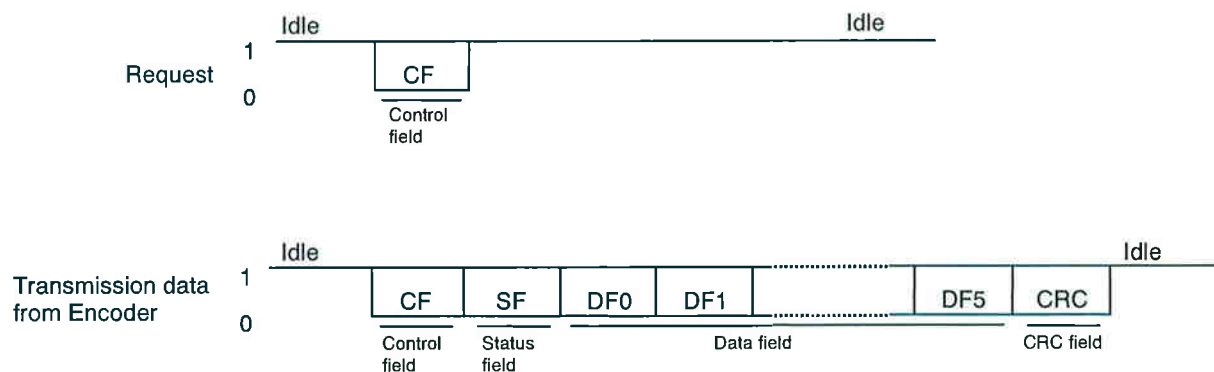 Idle
Idle
1
Request
CF
0
Control
field
Idle
Idle
1
Transmission data
from Encoder
CF
SF
DF0
DF1
DF5
CRC
0
Control
field
Status
field
Data field
CRC field